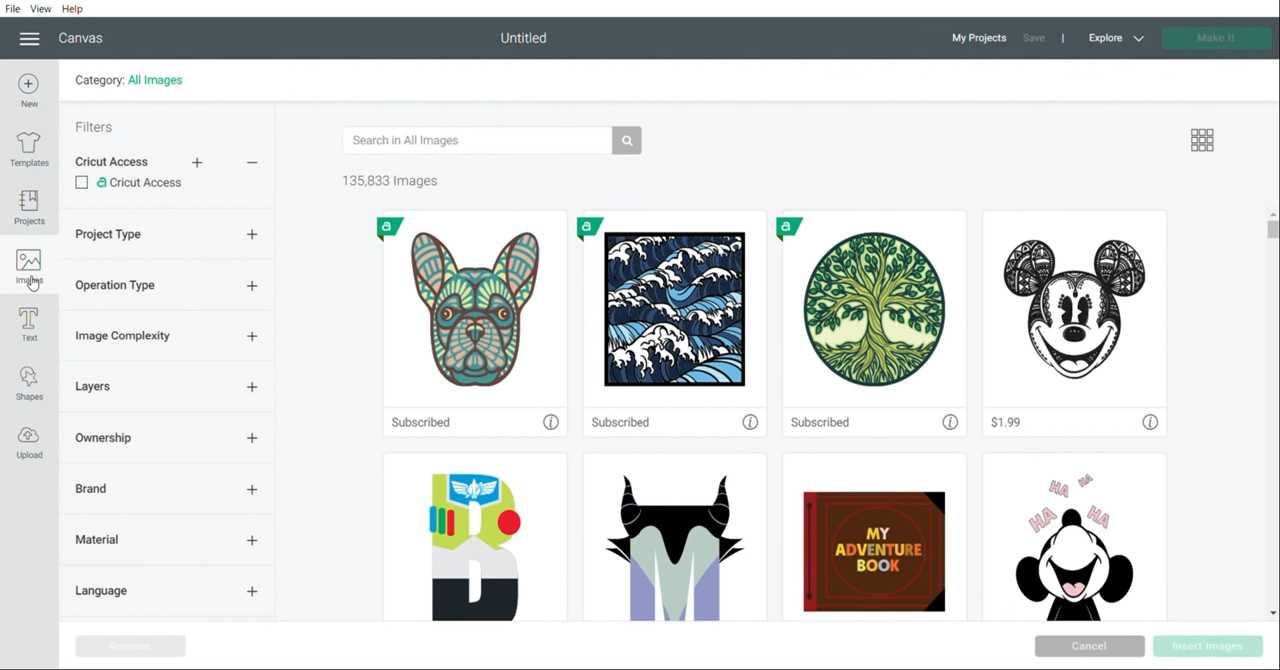 File View Help
Canvas
Untitled
My Projects Save | Explore
Make It
New
Templates
Projects
Images
Text
Shapes
Upload
Category: All Images
Filters
Cricut Access
a Cricut Access
Project Type
Operation Type
Image Complexity
Layers
Ownership
Brand
Material
Language
Search in All Images
135,833 Images
a
a
a
Subscribed
Subscribed
Subscribed
$1.99
B
M
MY
ADVENTURE
BOOK
HA HA
HA HA
Remove
Cancel
Insert Images